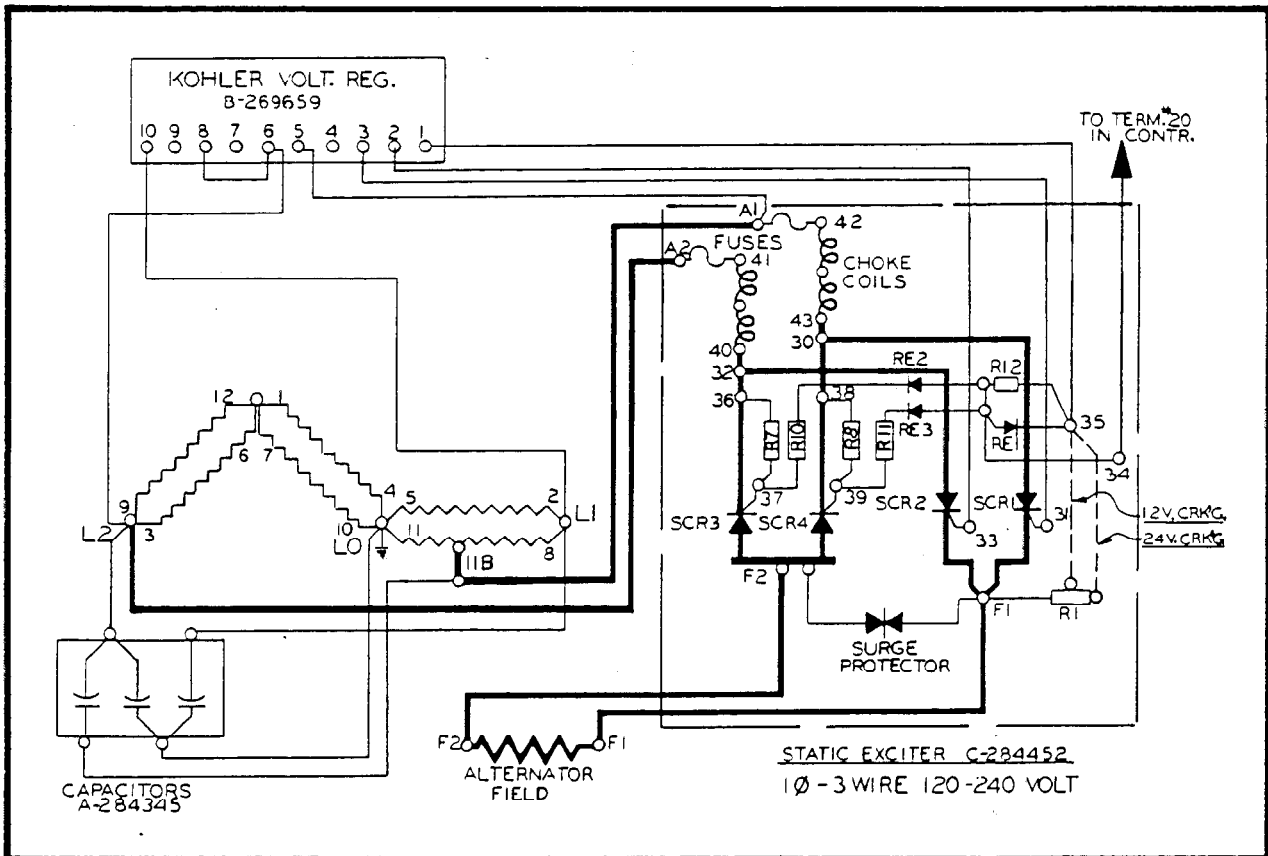 KOHLER VOLT. REG.
B-269659
10 9 8 7 6 5 4 3 2 1
TO TERM.#20
IN CONTR.
A1
42
FUSES
A2
41
CHOKE
COILS
43
30
40
32
RE2
R12
36
38
35
RE3
RE1
R7
R10
R8
R11
34
37
39
SCR2
SCR1
31
33
SCR3
SCR4
12V. CRK'G.
24V. CRK'G.
F2
F1
R1
SURGE
PROTECTOR
12 1
6 7
9
3
L2
4
10
L0
5
11
2
8
L1
11B
F2
F1
ALTERNATOR
FIELD
CAPACITORS
A-284345
STATIC EXCITER C-284452
1Ø-3 WIRE 120-240 VOLT